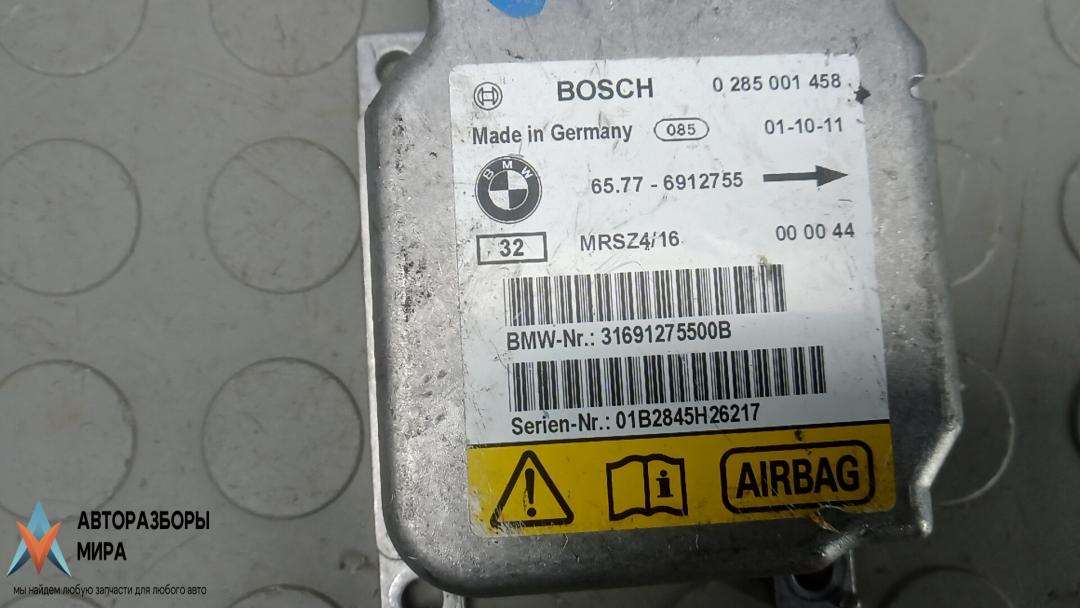 BOSCH 0 285 001 458
Made in Germany 085 01-10-11
BMW 65.77 - 6912755
32 MRSZ4/16 00 00 44
BMW-Nr.: 31691275500B
Serien-Nr.: 01B2845H26217
AIRBAG
АВТОРАЗБОРЫ
МИРА
мы найдем любую запчасти для любого авто